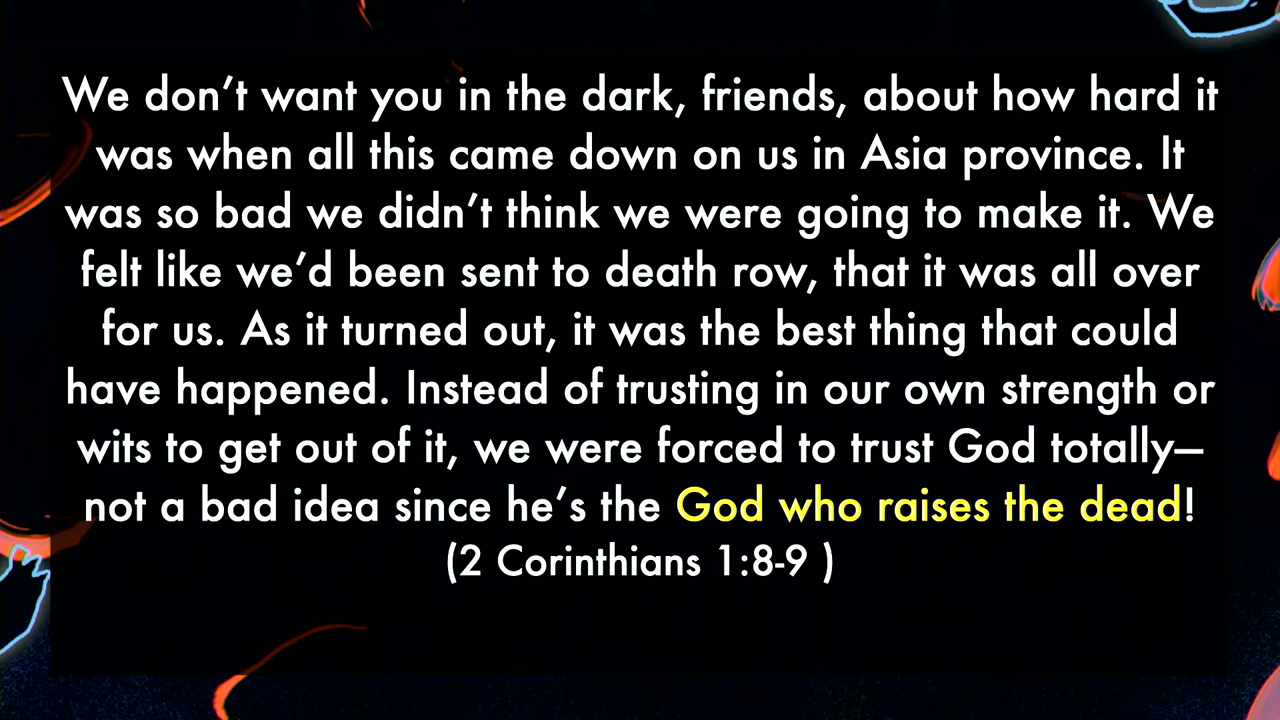 We don’t want you in the dark, friends, about how hard it
was when all this came down on us in Asia province. It
was so bad we didn’t think we were going to make it. We
felt like we’d been sent to death row, that it was all over
for us. As it turned out, it was the best thing that could
have happened. Instead of trusting in our own strength or
wits to get out of it, we were forced to trust God totally—
not a bad idea since he’s the God who raises the dead!
(2 Corinthians 1:8-9 )